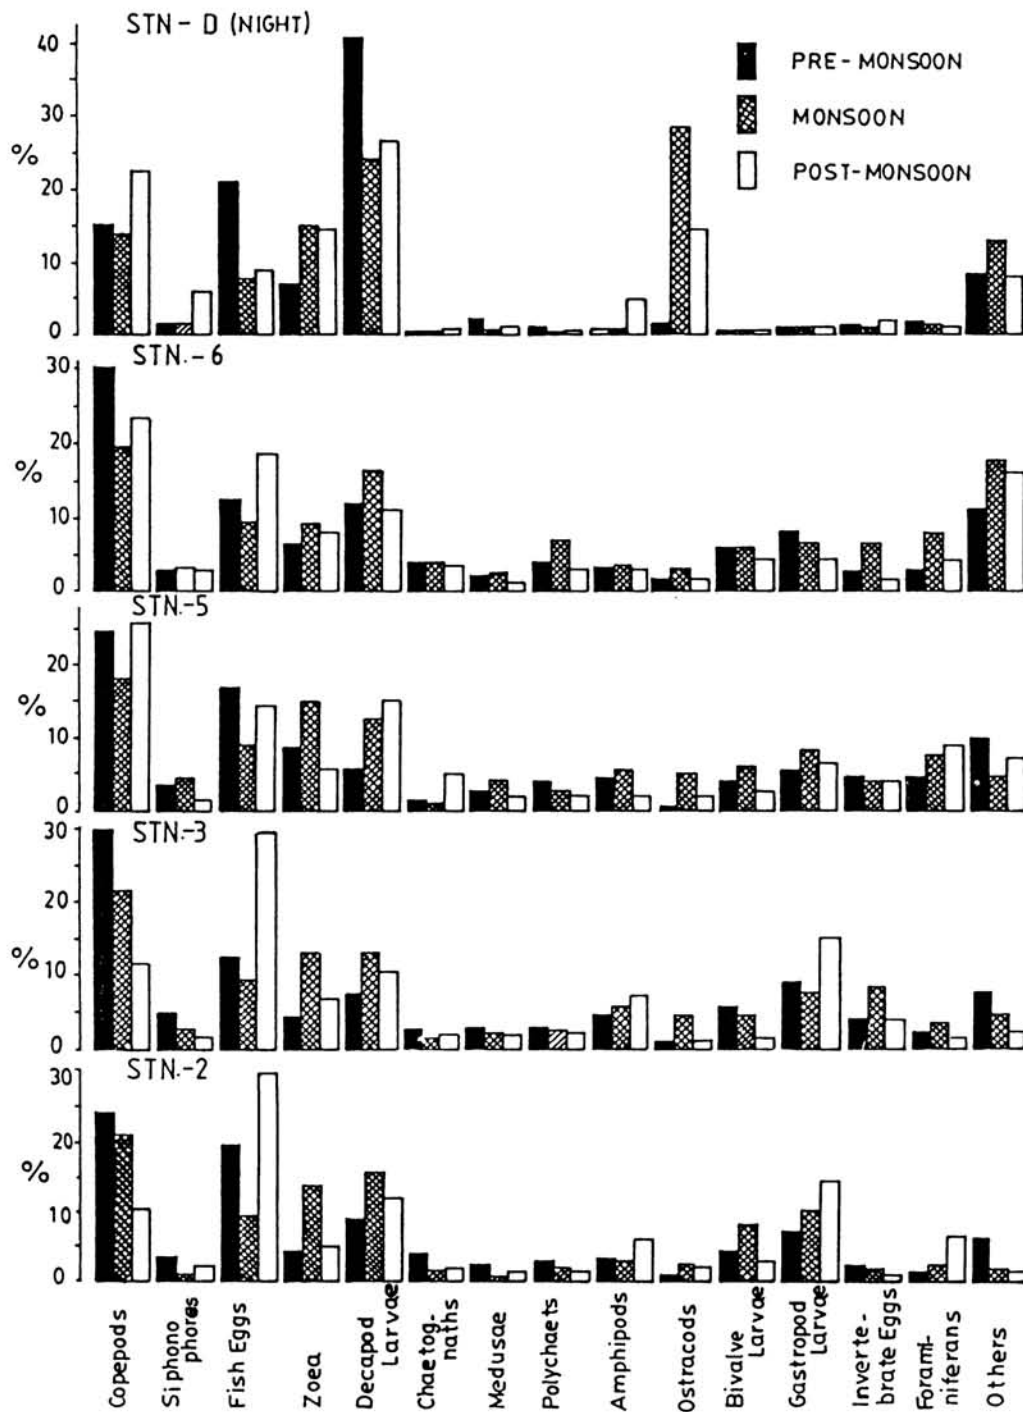 STN- D (NIGHT)
PRE-MONSOON
MONSOON
POST-MONSOON
%
40
30
20
10
0
STN.-6
%
30
20
10
0
STN.-5
%
20
10
0
STN.-3
%
30
20
10
0
STN.-2
%
30
20
10
0
Copepods
Siphono
phores
Fish Eggs
Zoea
Decapod
Larvae
Chaetog-
naths
Medusae
Polychaets
Amphipods
Ostracods
Bivalve
Larvae
Gastropod
Larvae
Inverte-
brate Eggs
Forami-
niferans
Others